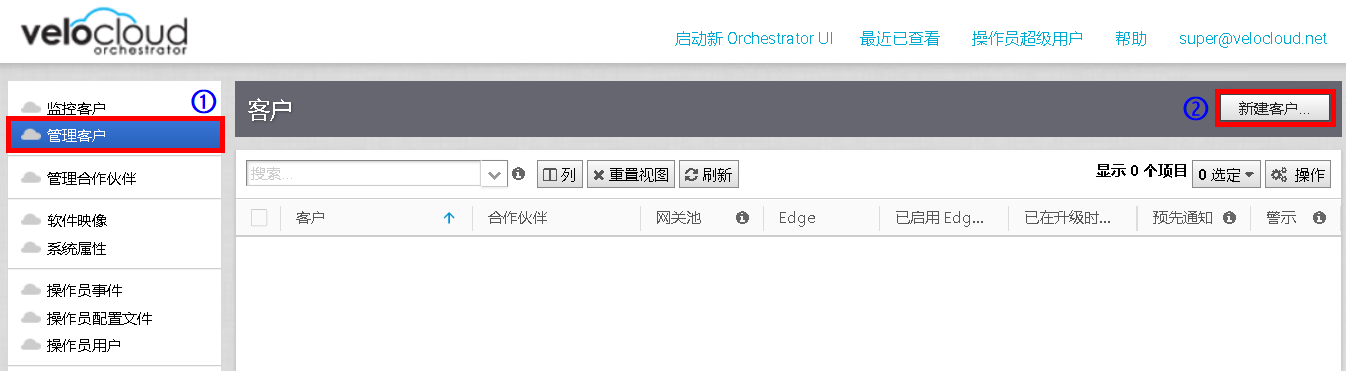 velocloud
orchestrator
启动新 Orchestrator UI 最近已查看 操作员超级用户 帮助 super@velocloud.net
监控客户 ①
管理客户
管理合作伙伴
软件映像
系统属性
操作员事件
操作员配置文件
操作员用户
客户 ② 新建客户...
搜索... 列 重置视图 刷新 显示 0 个项目 0 选定 操作
客户 合作伙伴 网关池 Edge 已启用 Edg... 已在升级时... 预先通知 警示